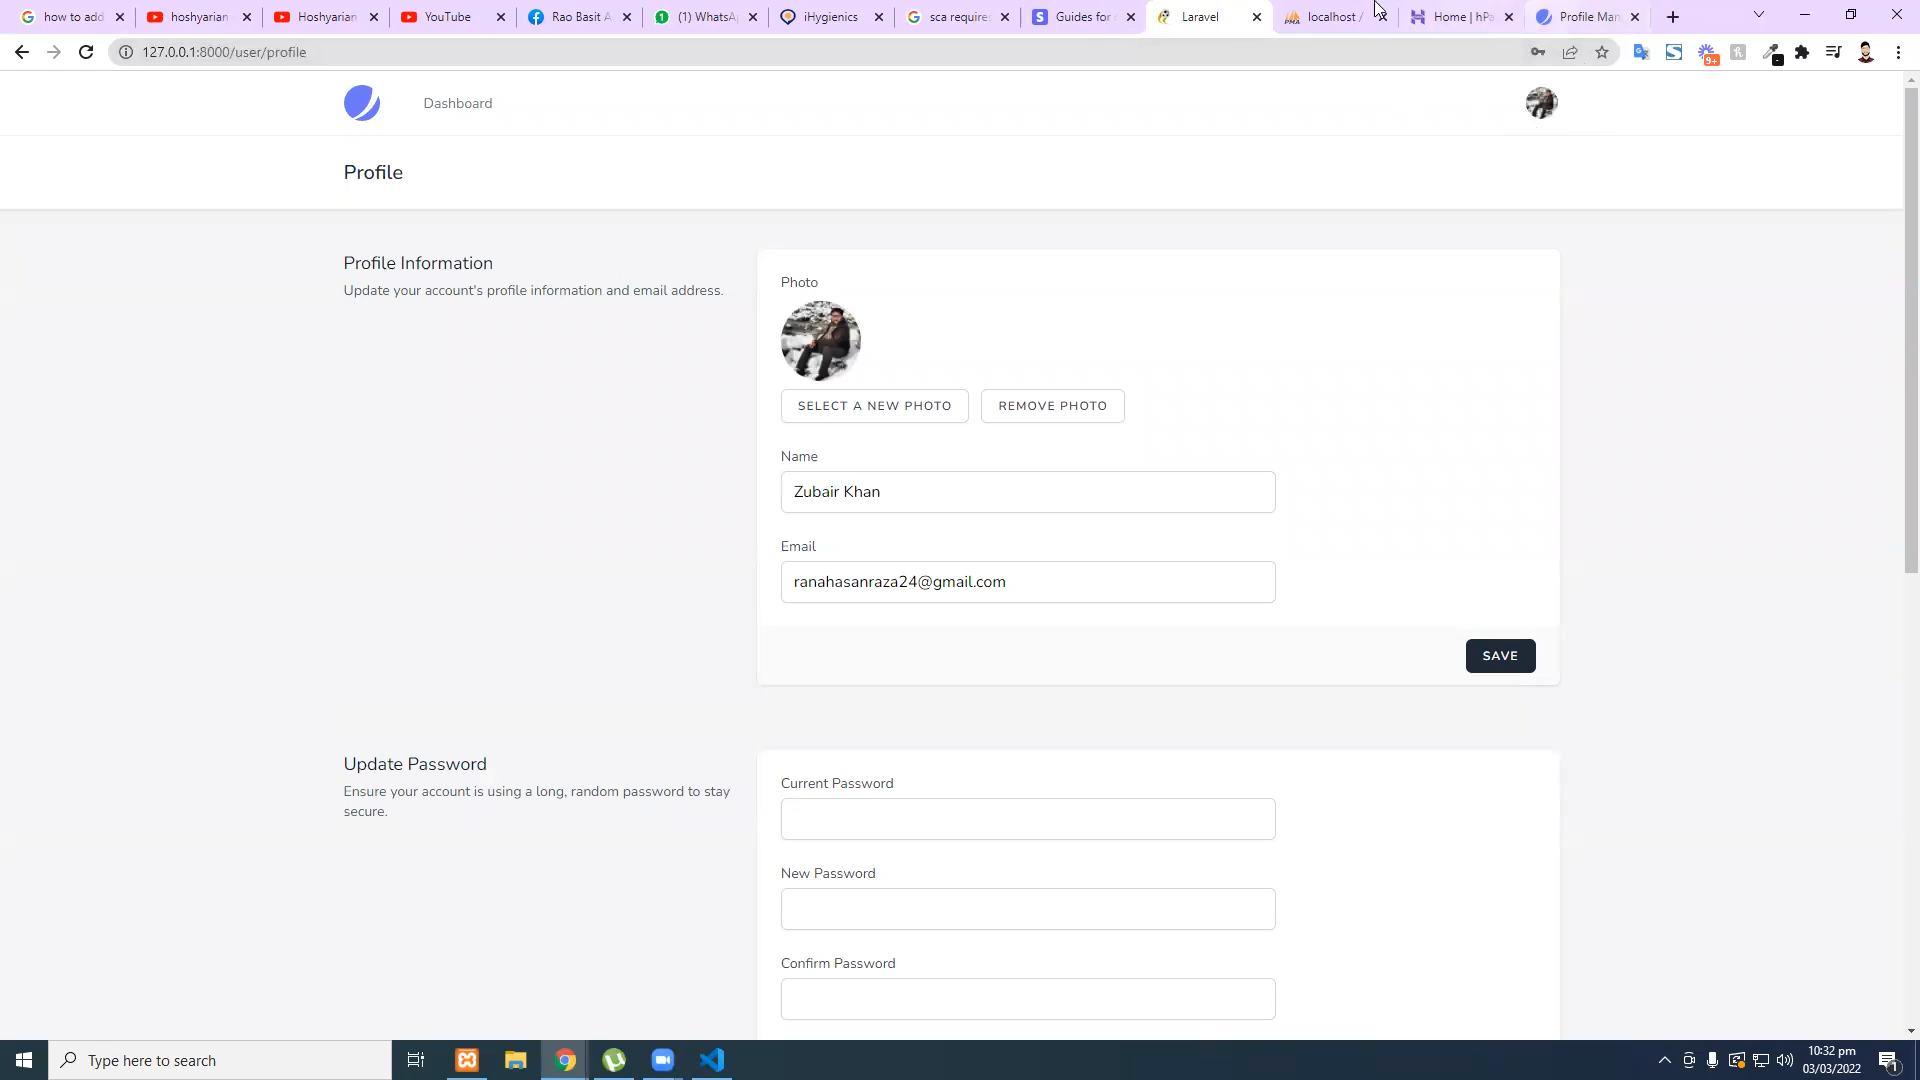 how to add
hoshyarian
Hoshyarian
YouTube
Rao Basit A
(1) WhatsA
iHygienics
sca require
Guides for
Laravel
localhost /
Home | hPa
Profile Man
127.0.0.1:8000/user/profile
9+
Dashboard
Profile
Profile Information
Update your account's profile information and email address.
Photo
SELECT A NEW PHOTO
REMOVE PHOTO
Name
Zubair Khan
Email
ranahasanraza24@gmail.com
SAVE
Update Password
Ensure your account is using a long, random password to stay
secure.
Current Password
New Password
Confirm Password
Type here to search
10:32 pm
03/03/2022
1